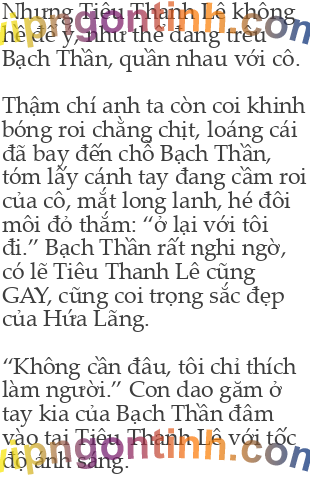 Nhưng Tiêu Thanh Lê không
hề để ý, như thể đang trêu
Bạch Thần, quần nhau với cô.
Thậm chí anh ta còn coi khinh
bóng roi chằng chịt, loáng cái
đã bay đến chỗ Bạch Thần,
tóm lấy cánh tay đang cầm roi
của cô, mắt long lanh, hé đôi
môi đỏ thắm: “ở lại với tôi
đi.” Bạch Thần rất nghi ngờ,
có lẽ Tiêu Thanh Lê cũng
GAY, cũng coi trọng sắc đẹp
của Hứa Lãng.
“Không cần đâu, tôi chỉ thích
làm người.” Con dao găm ở
tay kia của Bạch Thần đâm
vào tai Tiêu Thanh Lê với tốc
độ ánh sáng.
vipngontinh.com
vipngontinh.com